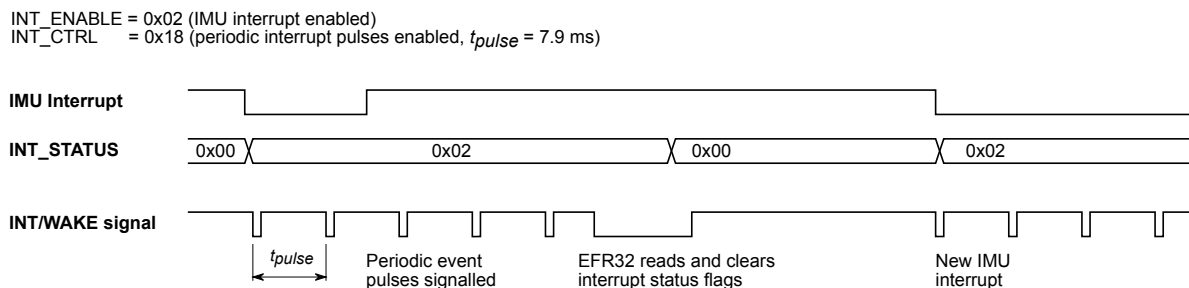 INT_ENABLE = 0x02 (IMU interrupt enabled)
INT_CTRL = 0x18 (periodic interrupt pulses enabled, tpulse = 7.9 ms)
IMU Interrupt
INT_STATUS
0x00 0x02 0x00 0x02
INT/WAKE signal
tpulse
Periodic event
pulses signalled
EFR32 reads and clears
interrupt status flags
New IMU
interrupt